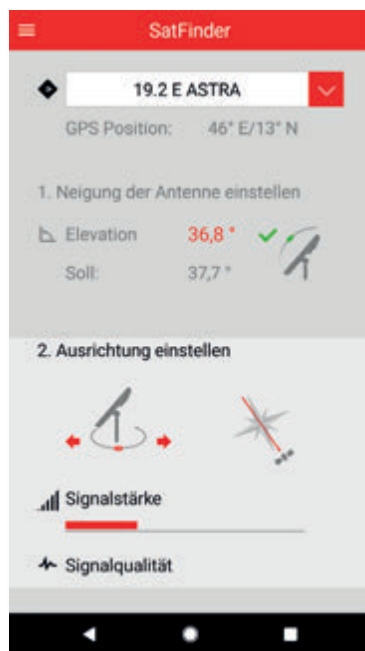 SatFinder
19.2 E ASTRA
GPS Position: 46° E/13° N
1. Neigung der Antenne einstellen
Elevation 36,8 °
Soll: 37,7 °
2. Ausrichtung einstellen
Signalstärke
Signalqualität